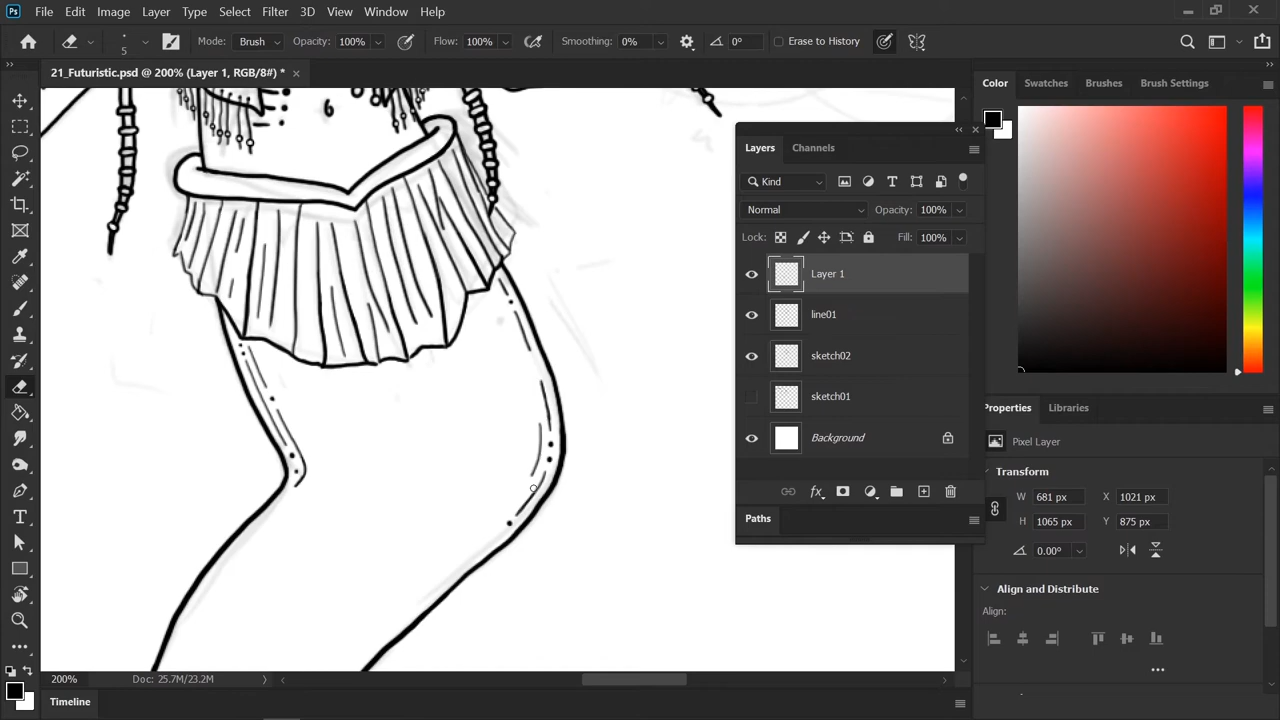 Ps File Edit Image Layer Type Select Filter 3D View Window Help
5 Mode: Brush Opacity: 100% Flow: 100% Smoothing: 0% 0° Erase to History
21_Futuristic.psd @ 200% (Layer 1, RGB/8#) * ×
Color Swatches Brushes Brush Settings
Layers Channels
Kind
Normal Opacity: 100%
Lock: Fill: 100%
Layer 1
line01
sketch02
sketch01
Background
fx
Paths
Properties Libraries
Pixel Layer
Transform
W 681 px X 1021 px
H 1065 px Y 875 px
0.00°
Align and Distribute
Align:
200% Doc: 25.7M/23.2M
Timeline